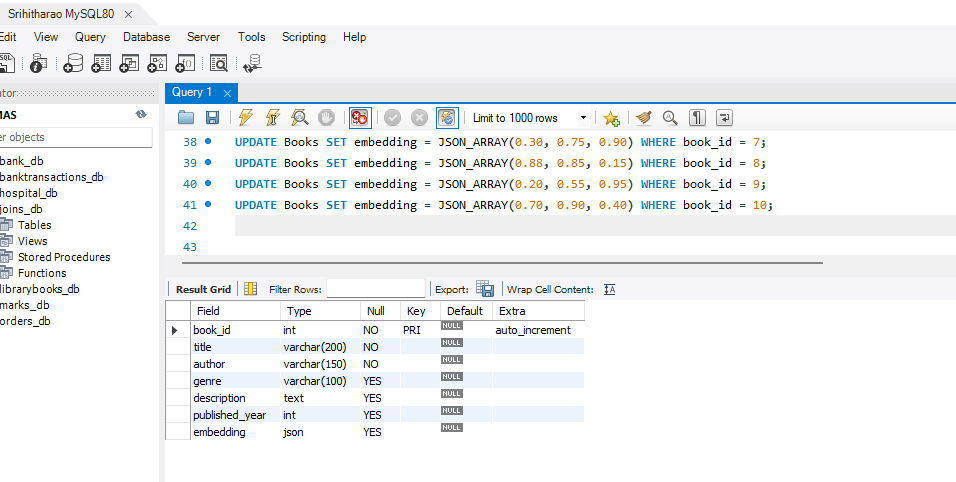 Srihitharao MySQL80
Edit View Query Database Server Tools Scripting Help
Query 1
Limit to 1000 rows
38 UPDATE Books SET embedding = JSON_ARRAY(0.30, 0.75, 0.90) WHERE book_id = 7;
39 UPDATE Books SET embedding = JSON_ARRAY(0.88, 0.85, 0.15) WHERE book_id = 8;
40 UPDATE Books SET embedding = JSON_ARRAY(0.20, 0.55, 0.95) WHERE book_id = 9;
41 UPDATE Books SET embedding = JSON_ARRAY(0.70, 0.90, 0.40) WHERE book_id = 10;
42
43
ator
MAS
er objects
bank_db
banktransactions_db
hospital_db
joins_db
Tables
Views
Stored Procedures
Functions
librarybooks_db
marks_db
orders_db
Result Grid Filter Rows: Export: Wrap Cell Content:
Field Type Null Key Default Extra
book_id int NO PRI NULL auto_increment
title varchar(200) NO NULL
author varchar(150) NO NULL
genre varchar(100) YES NULL
description text YES NULL
published_year int YES NULL
embedding json YES NULL